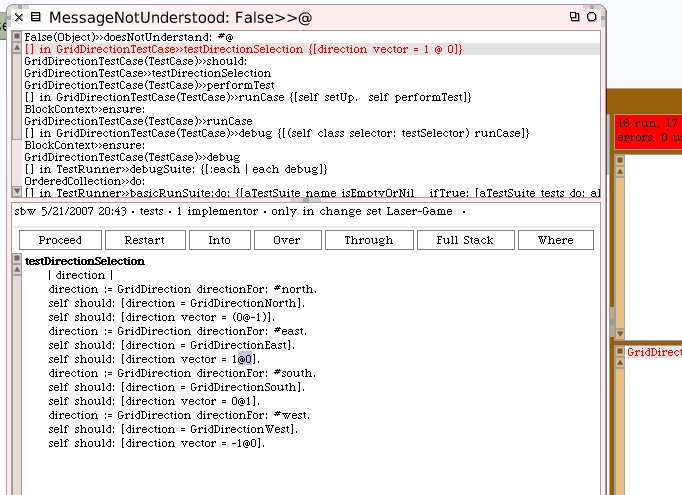 MessageNotUnderstood: False>>@
False(Object)>>doesNotUnderstand: #@
[] in GridDirectionTestCase>>testDirectionSelection {[direction vector = 1 @ 0]}
GridDirectionTestCase(TestCase)>>should:
GridDirectionTestCase>>testDirectionSelection
GridDirectionTestCase(TestCase)>>performTest
[] in GridDirectionTestCase(TestCase)>>runCase {[self setUp.  self performTest]}
BlockContext>>ensure:
GridDirectionTestCase(TestCase)>>runCase
[] in GridDirectionTestCase(TestCase)>>debug {[(self class selector: testSelector) runCase]}
BlockContext>>ensure:
GridDirectionTestCase(TestCase)>>debug
[] in TestRunner>>debugSuite: {[:each | each debug]}
OrderedCollection>>do:
[] in TestRunner>>basicRunSuite:do: {[aTestSuite name isEmptyOrNil  ifTrue: [aTestSuite tests do: a]
sbw 5/21/2007 20:43 · tests · 1 implementor · only in change set Laser-Game ·
Proceed Restart Into Over Through Full Stack Where
testDirectionSelection
| direction |
direction := GridDirection directionFor: #north.
self should: [direction = GridDirectionNorth].
self should: [direction vector = (0@-1)].
direction := GridDirection directionFor: #east.
self should: [direction = GridDirectionEast].
self should: [direction vector = 1@0].
direction := GridDirection directionFor: #south.
self should: [direction = GridDirectionSouth].
self should: [direction vector = 0@1].
direction := GridDirection directionFor: #west.
self should: [direction = GridDirectionWest].
self should: [direction vector = -1@0].
18 run, 17
errors, 0 u
GridDirect